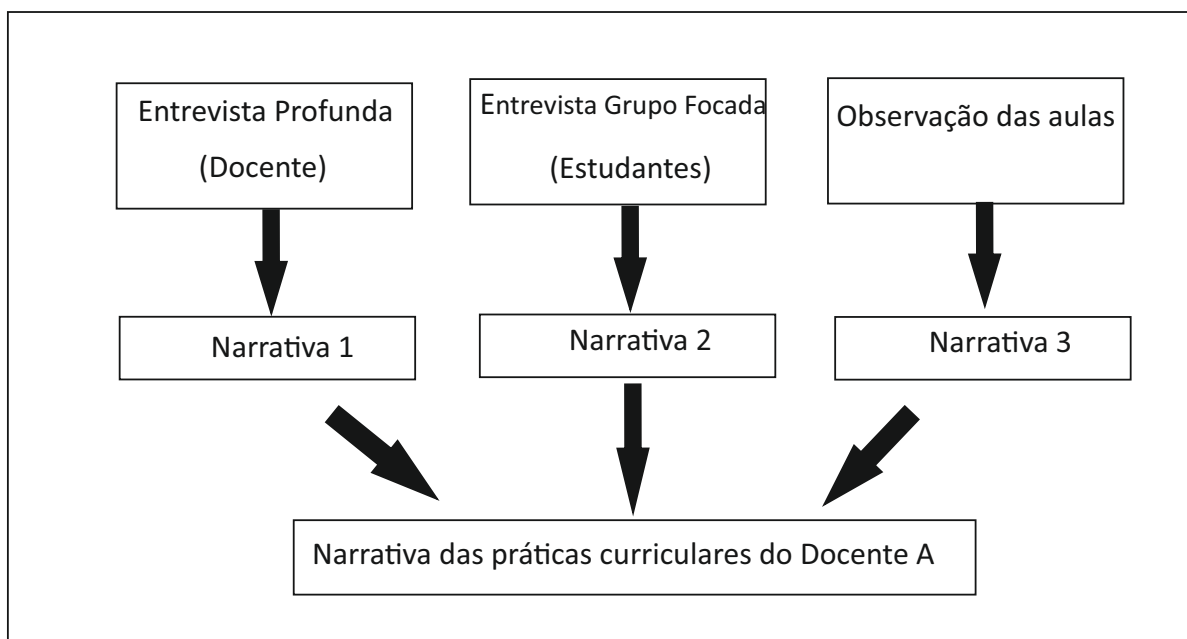 Entrevista Profunda
(Docente)
Entrevista Grupo Focada
(Estudantes)
Observação das aulas
Narrativa 1
Narrativa 2
Narrativa 3
Narrativa das práticas curriculares do Docente A